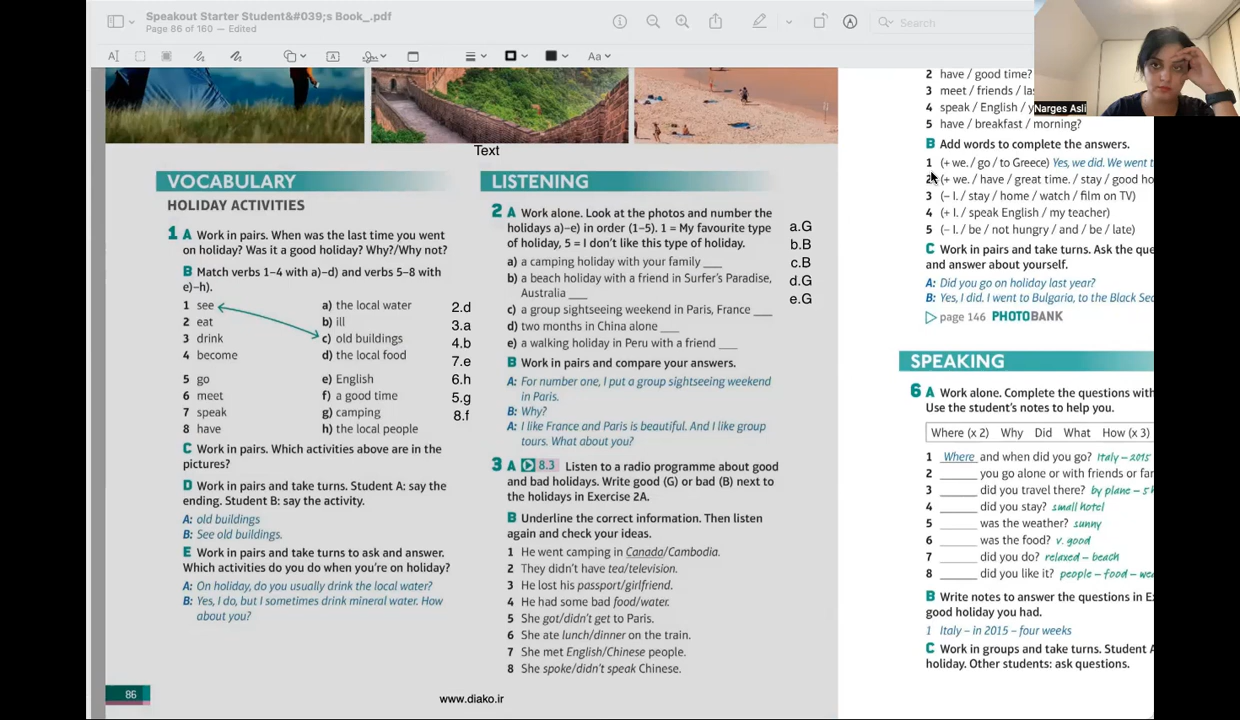 Speakout Starter Student&#039;s Book_.pdf
Page 86 of 160 — Edited
Search
Aa
Narges Asli
Text
VOCABULARY
HOLIDAY ACTIVITIES
1 A Work in pairs. When was the last time you went
on holiday? Was it a good holiday? Why?/Why not?
B Match verbs 1–4 with a)–d) and verbs 5–8 with
e)–h).
1 see a) the local water
2 eat b) ill 2.d
3 drink c) old buildings 3.a
4 become d) the local food 4.b
5 go e) English 7.e
6 meet f) a good time 6.h
7 speak g) camping 5.g
8 have h) the local people 8.f
C Work in pairs. Which activities above are in the
pictures?
D Work in pairs and take turns. Student A: say the
ending. Student B: say the activity.
A: old buildings
B: See old buildings.
E Work in pairs and take turns to ask and answer.
Which activities do you do when you're on holiday?
A: On holiday, do you usually drink the local water?
B: Yes, I do, but I sometimes drink mineral water. How
about you?
86
LISTENING
2 A Work alone. Look at the photos and number the
holidays a)–e) in order (1–5). 1 = My favourite type
of holiday, 5 = I don't like this type of holiday.
a) a camping holiday with your family ___
b) a beach holiday with a friend in Surfer's Paradise,
Australia ___
c) a group sightseeing weekend in Paris, France ___
d) two months in China alone ___
e) a walking holiday in Peru with a friend ___
a.G
b.B
c.B
d.G
e.G
B Work in pairs and compare your answers.
A: For number one, I put a group sightseeing weekend
in Paris.
B: Why?
A: I like France and Paris is beautiful. And I like group
tours. What about you?
3 A 8.3 Listen to a radio programme about good
and bad holidays. Write good (G) or bad (B) next to
the holidays in Exercise 2A.
B Underline the correct information. Then listen
again and check your ideas.
1 He went camping in Canada/Cambodia.
2 They didn't have tea/television.
3 He lost his passport/girlfriend.
4 He had some bad food/water.
5 She got/didn't get to Paris.
6 She ate lunch/dinner on the train.
7 She met English/Chinese people.
8 She spoke/didn't speak Chinese.
www.diako.ir
2 have / good time?
3 meet / friends / la
4 speak / English / y
5 have / breakfast / morning?
B Add words to complete the answers.
1 (+ we. / go / to Greece) Yes, we did. We went t
2 (+ we. / have / great time. / stay / good ho
3 (– I. / stay / home / watch / film on TV)
4 (+ I. / speak English / my teacher)
5 (– I. / be / not hungry / and / be / late)
C Work in pairs and take turns. Ask the que
and answer about yourself.
A: Did you go on holiday last year?
B: Yes, I did. I went to Bulgaria, to the Black Sea
page 146 PHOTOBANK
SPEAKING
6 A Work alone. Complete the questions with
Use the student's notes to help you.
Where (x 2) Why Did What How (x 3)
1 Where and when did you go? Italy – 2015
2 ______ you go alone or with friends or fa
3 ______ did you travel there? by plane – 5 h
4 ______ did you stay? small hotel
5 ______ was the weather? sunny
6 ______ was the food? v. good
7 ______ did you do? relaxed – beach
8 ______ did you like it? people – food – wea
B Write notes to answer the questions in E
good holiday you had.
1 Italy – in 2015 – four weeks
C Work in groups and take turns. Student A
holiday. Other students: ask questions.